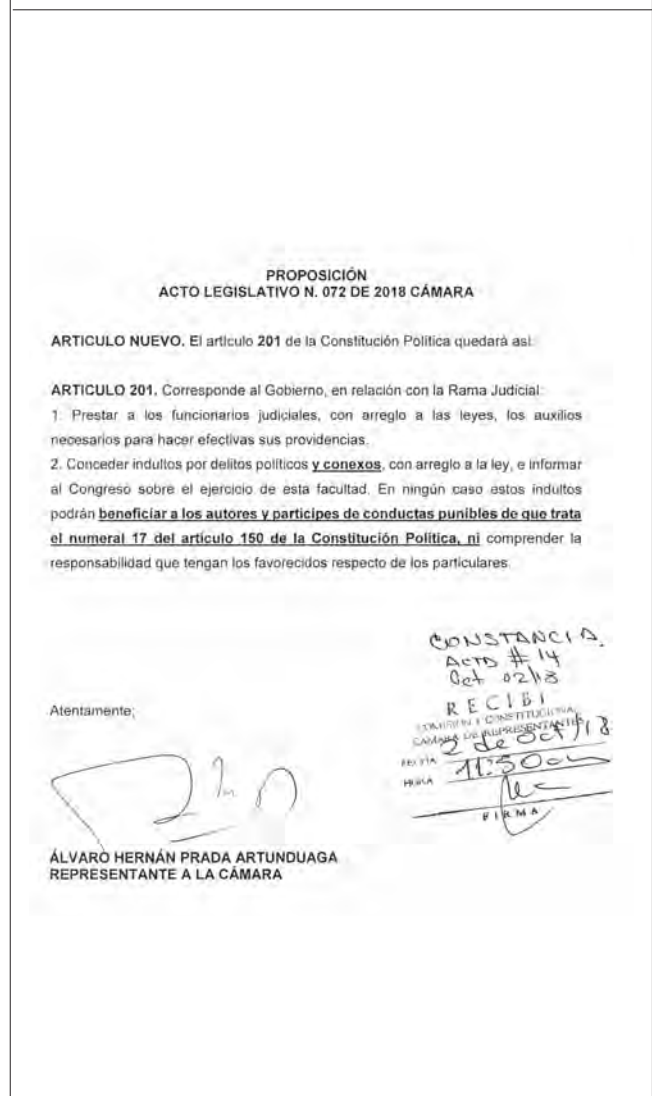 PROPOSICIÓN
ACTO LEGISLATIVO N. 072 DE 2018 CÁMARA
ARTICULO NUEVO. El artículo 201 de la Constitución Política quedará así:
ARTICULO 201. Corresponde al Gobierno, en relación con la Rama Judicial:
1. Prestar a los funcionarios judiciales, con arreglo a las leyes, los auxilios
necesarios para hacer efectivas sus providencias.
2. Conceder indultos por delitos políticos y conexos, con arreglo a la ley, e informar
al Congreso sobre el ejercicio de esta facultad. En ningún caso estos indultos
podrán beneficiar a los autores y participes de conductas punibles de que trata
el numeral 17 del artículo 150 de la Constitución Política, ni comprender la
responsabilidad que tengan los favorecidos respecto de los particulares.
CONSTANCIA.
ACTA # 14
Oct 02/18
Atentamente;
RECIBI
COMISION I CONSTITUCIONAL
CAMARA DE REPRESENTANTES
FECHA 2 de Oct/18
HORA 11:50am
FIRMA
ÁLVARO HERNÁN PRADA ARTUNDUAGA
REPRESENTANTE A LA CÁMARA